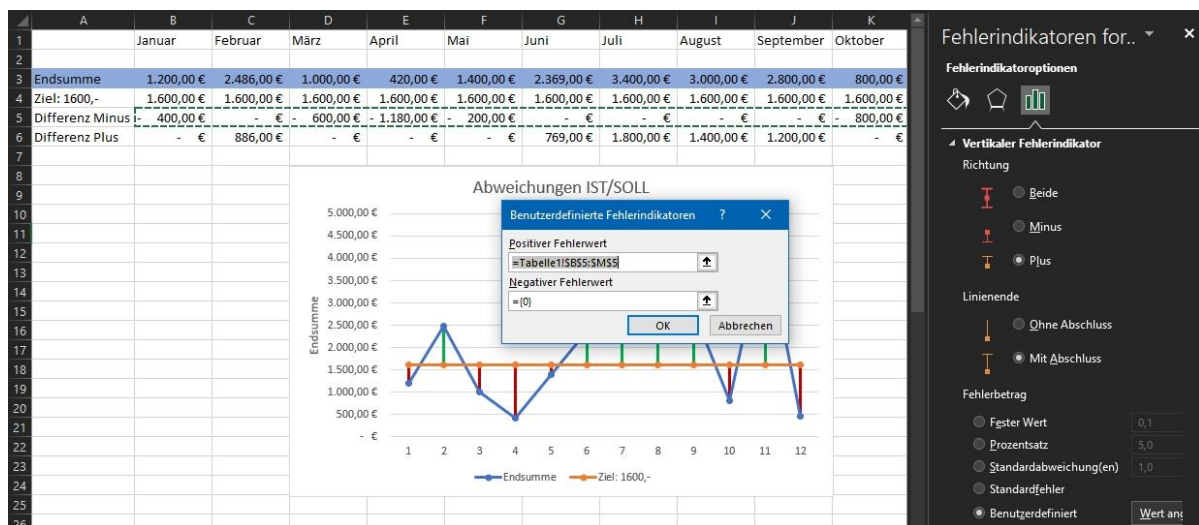 A B C D E F G H I J K
1 Januar Februar März April Mai Juni Juli August September Oktober
2
3 Endsumme 1.200,00 € 2.486,00 € 1.000,00 € 420,00 € 1.400,00 € 2.369,00 € 3.400,00 € 3.000,00 € 2.800,00 € 800,00 €
4 Ziel: 1600,- 1.600,00 € 1.600,00 € 1.600,00 € 1.600,00 € 1.600,00 € 1.600,00 € 1.600,00 € 1.600,00 € 1.600,00 € 1.600,00 €
5 Differenz Minus - 400,00 € - € - 600,00 € - 1.180,00 € - 200,00 € - € - € - € - € - 800,00 €
6 Differenz Plus - € 886,00 € - € - € - € 769,00 € 1.800,00 € 1.400,00 € 1.200,00 € - €
7
8
9
10
11
12
13
14
15
16
17
18
19
20
21
22
23
24
25
26
Abweichungen IST/SOLL
5.000,00 €
4.500,00 €
4.000,00 €
3.500,00 €
3.000,00 €
2.500,00 €
2.000,00 €
1.500,00 €
1.000,00 €
500,00 €
- €
Endsumme
1 2 3 4 5 6 7 8 9 10 11 12
Endsumme Ziel: 1600,-
Benutzerdefinierte Fehlerindikatoren ? ×
Positiver Fehlerwert
=Tabelle1!$B$5:$M$5
Negativer Fehlerwert
={0}
OK Abbrechen
Fehlerindikatoren for..
Fehlerindikatoroptionen
Vertikaler Fehlerindikator
Richtung
Beide
Minus
Plus
Linienende
Ohne Abschluss
Mit Abschluss
Fehlerbetrag
Fester Wert 0,1
Prozentsatz 5,0
Standardabweichung(en) 1,0
Standardfehler
Benutzerdefiniert Wert ang